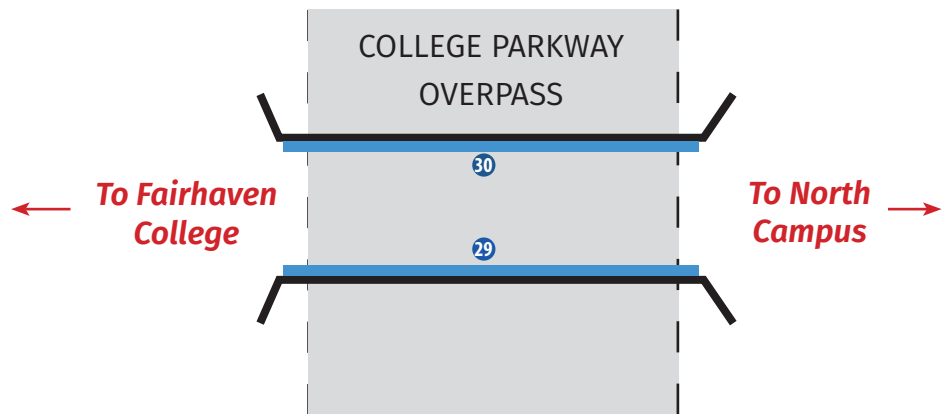 COLLEGE PARKWAY
OVERPASS
30
To Fairhaven
College
To North
Campus
29